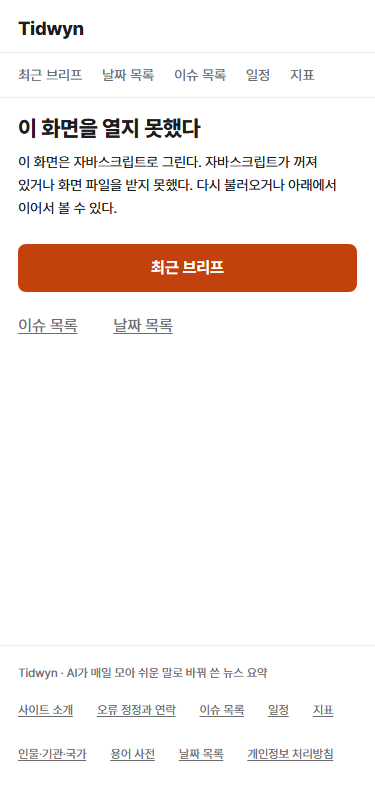 Tidwyn
최근 브리프 날짜 목록 이슈 목록 일정 지표
이 화면을 열지 못했다
이 화면은 자바스크립트로 그린다. 자바스크립트가 꺼져
있거나 화면 파일을 받지 못했다. 다시 불러오거나 아래에서
이어서 볼 수 있다.
최근 브리프
이슈 목록 날짜 목록
Tidwyn · AI가 매일 모아 쉬운 말로 바꿔 쓴 뉴스 요약
사이트 소개 오류 정정과 연락 이슈 목록 일정 지표
인물·기관·국가 용어 사전 날짜 목록 개인정보 처리방침